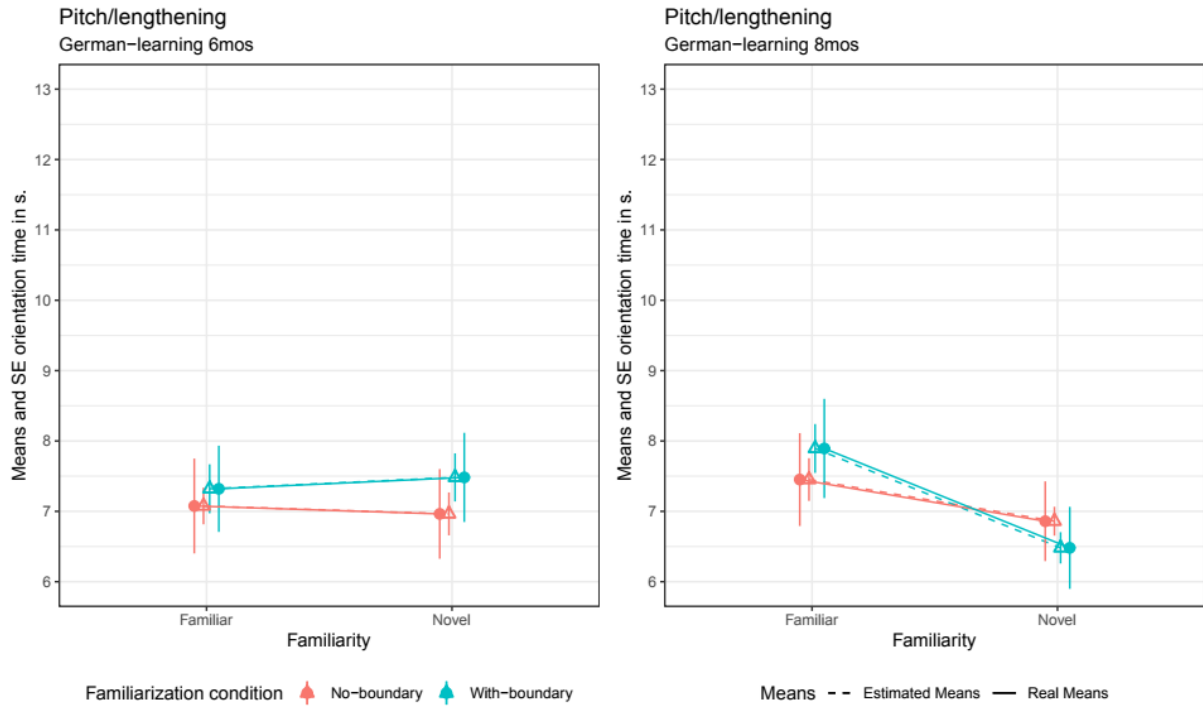 Pitch/lengthening
German−learning 6mos
Means and SE orientation time in s.
13
12
11
10
9
8
7
6
Familiar
Novel
Familiarity
Pitch/lengthening
German−learning 8mos
Means and SE orientation time in s.
13
12
11
10
9
8
7
6
Familiar
Novel
Familiarity
Familiarization condition No−boundary With−boundary
Means Estimated Means Real Means